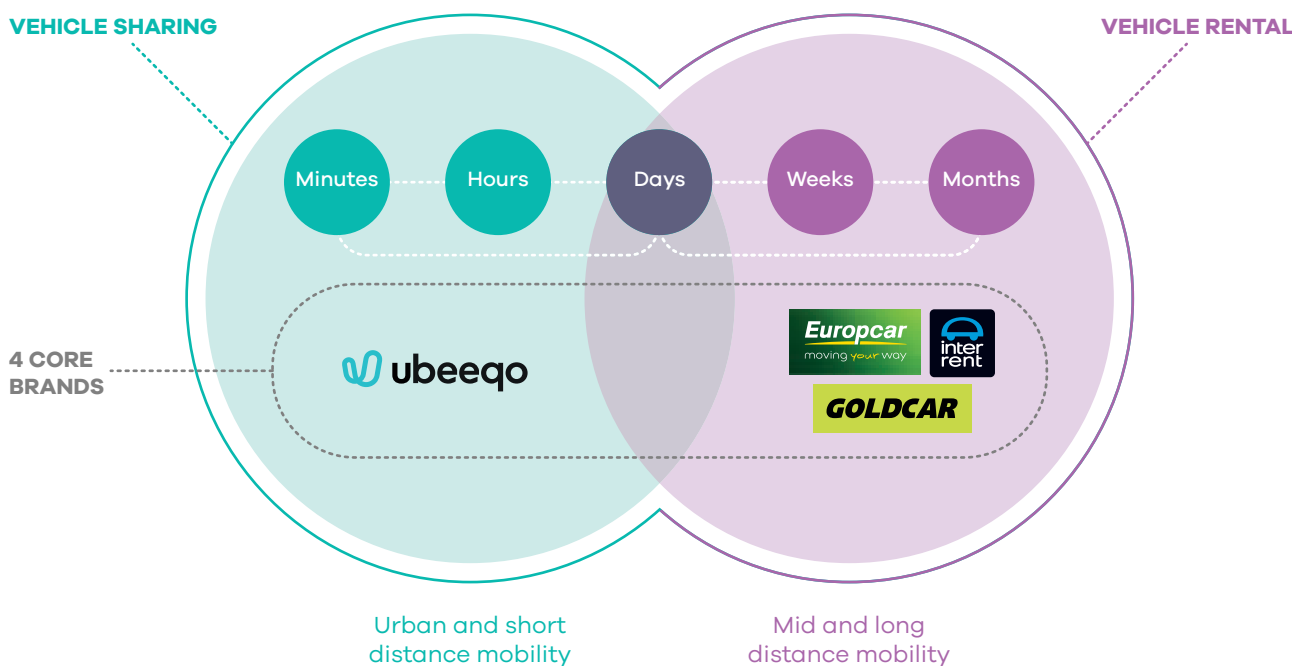 VEHICLE SHARING
VEHICLE RENTAL
Minutes
Hours
Days
Weeks
Months
4 CORE
BRANDS
ubeeqo
Europcar
moving your way
inter
rent
GOLDCAR
Urban and short
distance mobility
Mid and long
distance mobility